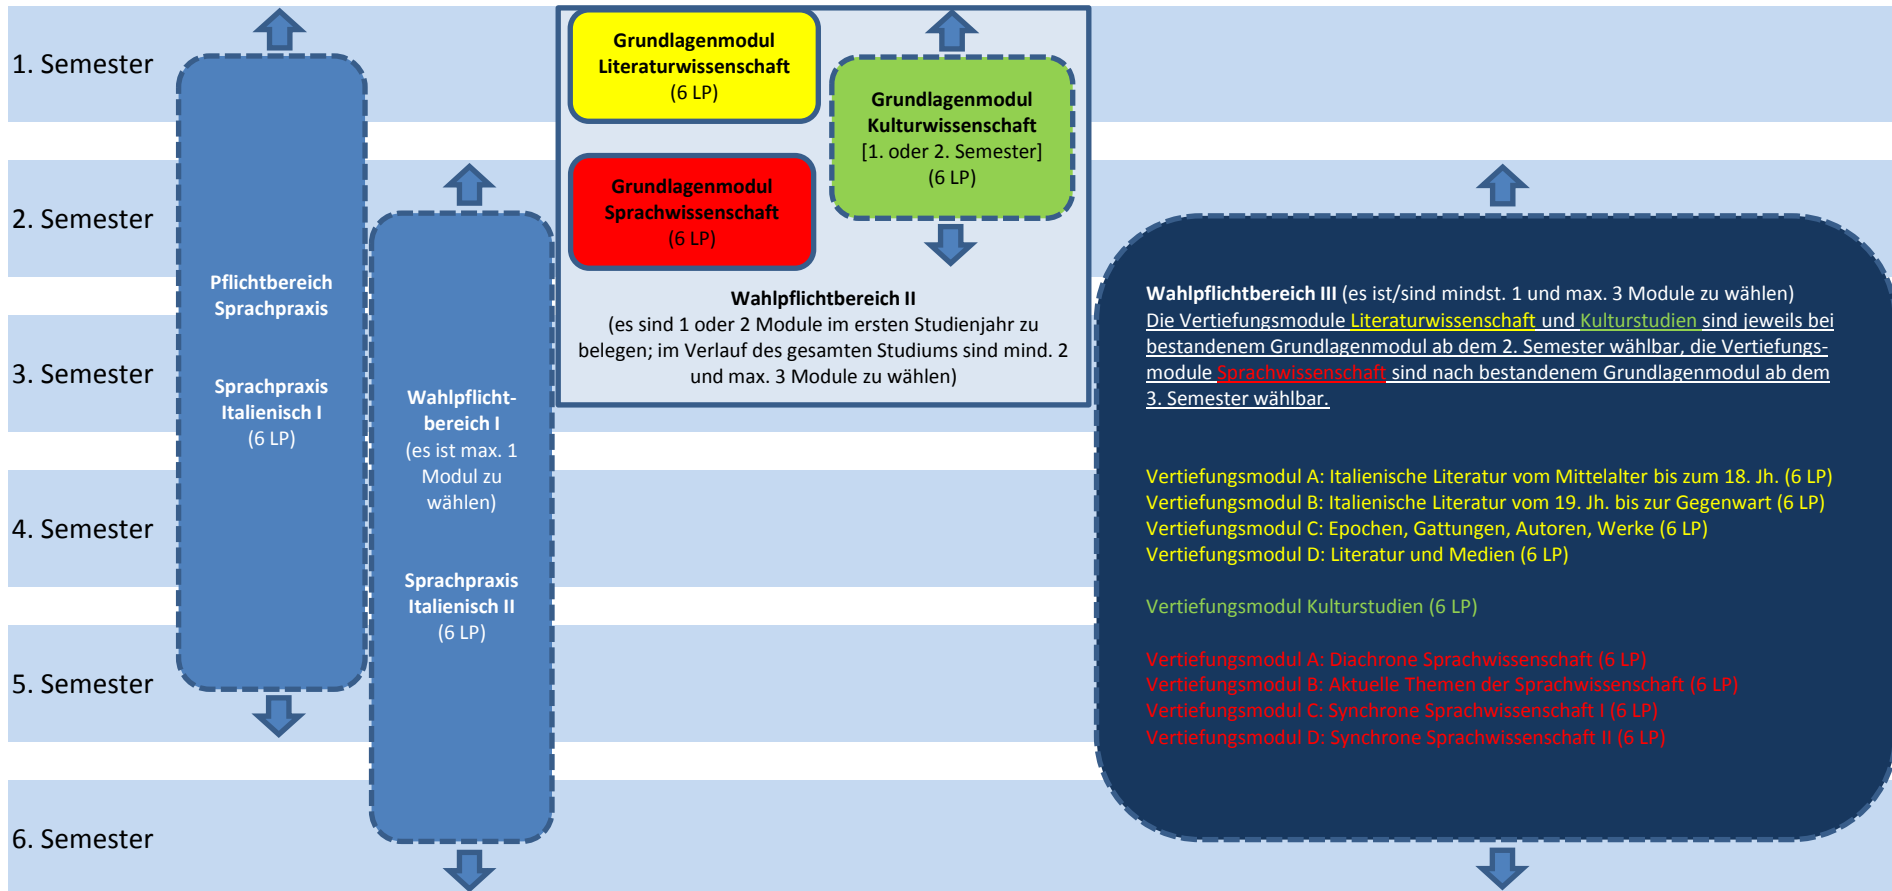 1. Semester
2. Semester
3. Semester
4. Semester
5. Semester
6. Semester
Pflichtbereich
Sprachpraxis
Sprachpraxis
Italienisch I
(6 LP)
Wahlpflicht-
bereich I
(es ist max. 1
Modul zu
wählen)
Sprachpraxis
Italienisch II
(6 LP)
Grundlagenmodul
Literaturwissenschaft
(6 LP)
Grundlagenmodul
Sprachwissenschaft
(6 LP)
Grundlagenmodul
Kulturwissenschaft
[1. oder 2. Semester]
(6 LP)
Wahlpflichtbereich II
(es sind 1 oder 2 Module im ersten Studienjahr zu
belegen; im Verlauf des gesamten Studiums sind mind. 2
und max. 3 Module zu wählen)
Wahlpflichtbereich III (es ist/sind mindst. 1 und max. 3 Module zu wählen)
Die Vertiefungsmodule Literaturwissenschaft und Kulturstudien sind jeweils bei
bestandenem Grundlagenmodul ab dem 2. Semester wählbar, die Vertiefungs-
module Sprachwissenschaft sind nach bestandenem Grundlagenmodul ab dem
3. Semester wählbar.
Vertiefungsmodul A: Italienische Literatur vom Mittelalter bis zum 18. Jh. (6 LP)
Vertiefungsmodul B: Italienische Literatur vom 19. Jh. bis zur Gegenwart (6 LP)
Vertiefungsmodul C: Epochen, Gattungen, Autoren, Werke (6 LP)
Vertiefungsmodul D: Literatur und Medien (6 LP)
Vertiefungsmodul Kulturstudien (6 LP)
Vertiefungsmodul A: Diachrone Sprachwissenschaft (6 LP)
Vertiefungsmodul B: Aktuelle Themen der Sprachwissenschaft (6 LP)
Vertiefungsmodul C: Synchrone Sprachwissenschaft I (6 LP)
Vertiefungsmodul D: Synchrone Sprachwissenschaft II (6 LP)